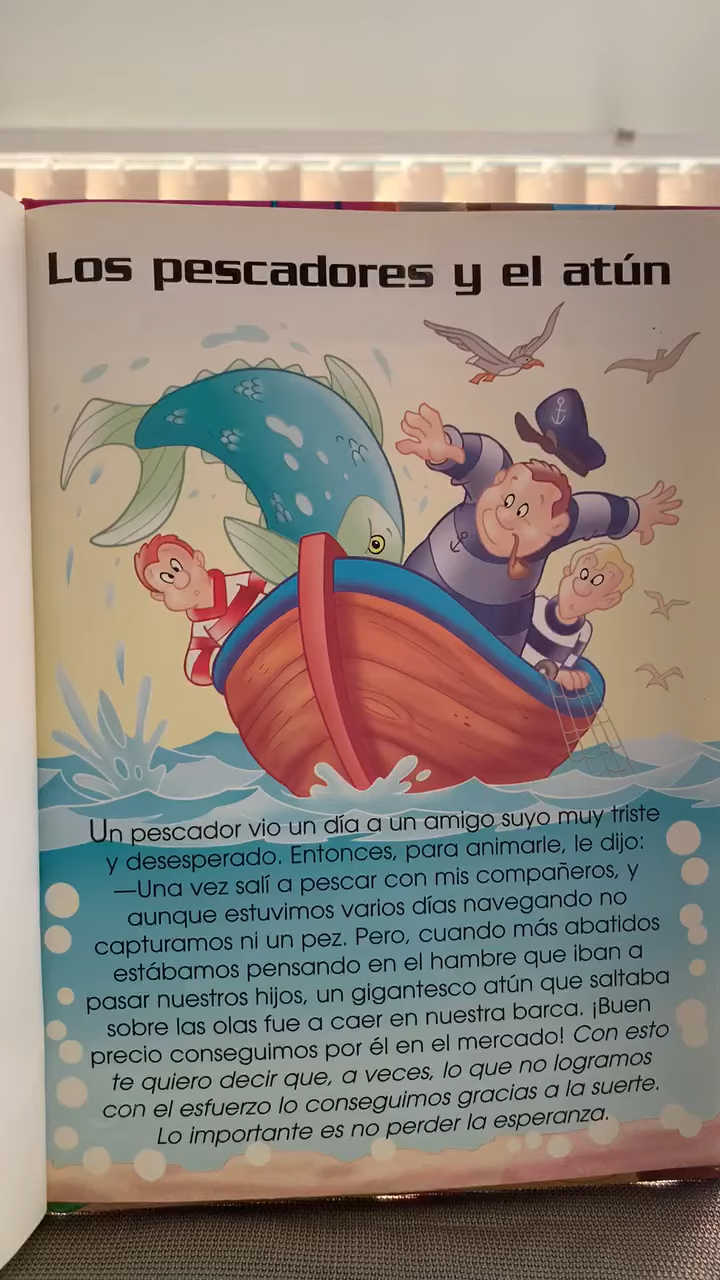 Los pescadores y el atún
Un pescador vio un día a un amigo suyo muy triste
y desesperado. Entonces, para animarle, le dijo:
—Una vez salí a pescar con mis compañeros, y
aunque estuvimos varios días navegando no
capturamos ni un pez. Pero, cuando más abatidos
estábamos pensando en el hambre que iban a
pasar nuestros hijos, un gigantesco atún que saltaba
sobre las olas fue a caer en nuestra barca. ¡Buen
precio conseguimos por él en el mercado! Con esto
te quiero decir que, a veces, lo que no logramos
con el esfuerzo lo conseguimos gracias a la suerte.
Lo importante es no perder la esperanza.